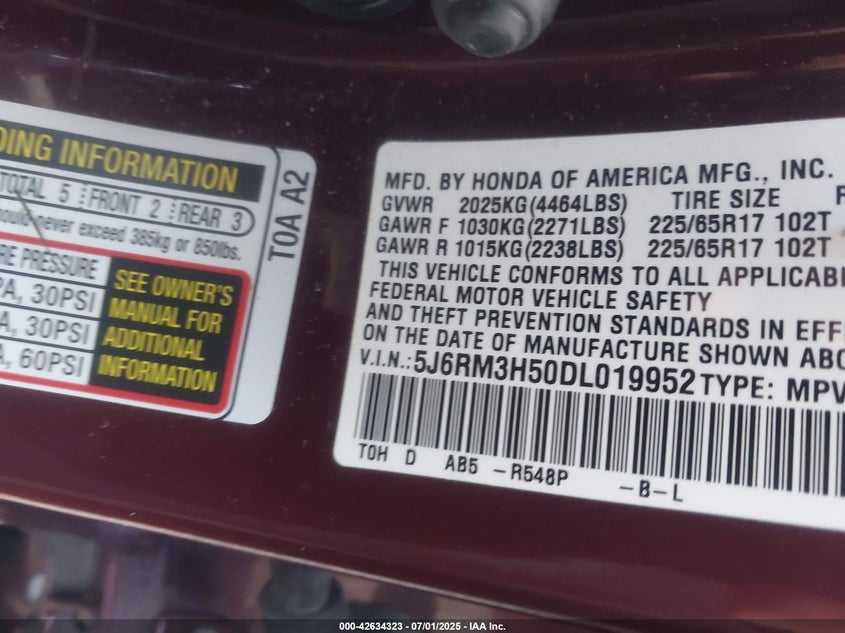 DING INFORMATION
TOTAL 5 FRONT 2 REAR 3
should never exceed 385kg or 850lbs.
RE PRESSURE
PA, 30PSI
A, 30PSI
A, 60PSI
SEE OWNER'S
MANUAL FOR
ADDITIONAL
INFORMATION
T0A A2
MFD. BY HONDA OF AMERICA MFG., INC.
GVWR 2025KG(4464LBS) TIRE SIZE
GAWR F 1030KG(2271LBS) 225/65R17 102T
GAWR R 1015KG(2238LBS) 225/65R17 102T
THIS VEHICLE CONFORMS TO ALL APPLICABL
FEDERAL MOTOR VEHICLE SAFETY
AND THEFT PREVENTION STANDARDS IN EFFE
ON THE DATE OF MANUFACTURE SHOWN ABO
V.I.N.:5J6RM3H50DL019952 TYPE: MPV
T0H D AB5 -R548P -B-L
000-42634323 - 07/01/2025 - IAA Inc.